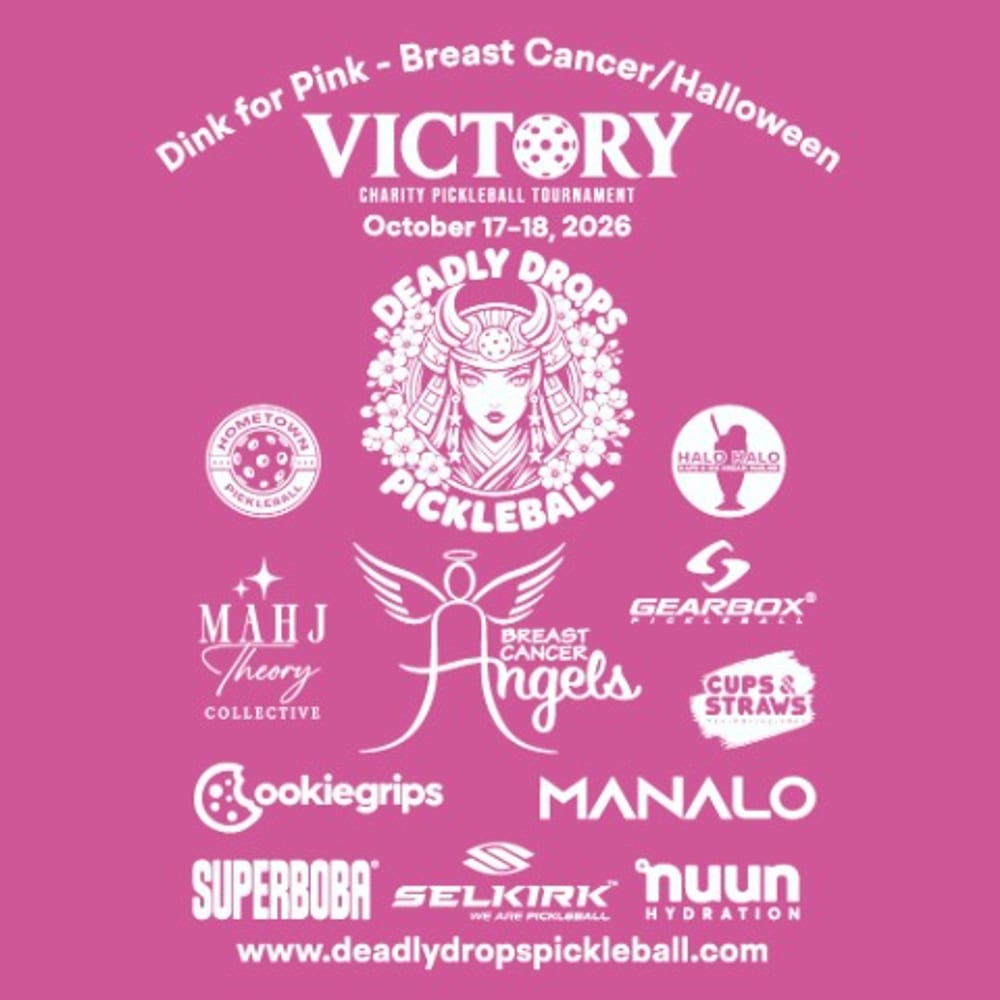 Dink for Pink - Breast Cancer/Halloween
VICTORY
CHARITY PICKLEBALL TOURNAMENT
October 17-18, 2026
DEADLY DROPS
PICKLEBALL
HOMETOWN
PICKLEBALL
HALO HALO
MAHJ
Theory
COLLECTIVE
BREAST
CANCER
Angels
GEARBOX®
PICKLEBALL
CUPS &
STRAWS
Cookiegrips
MANALO
SUPERBOBA®
SELKIRK™
WE ARE PICKLEBALL
nuun
HYDRATION
www.deadlydropspickleball.com